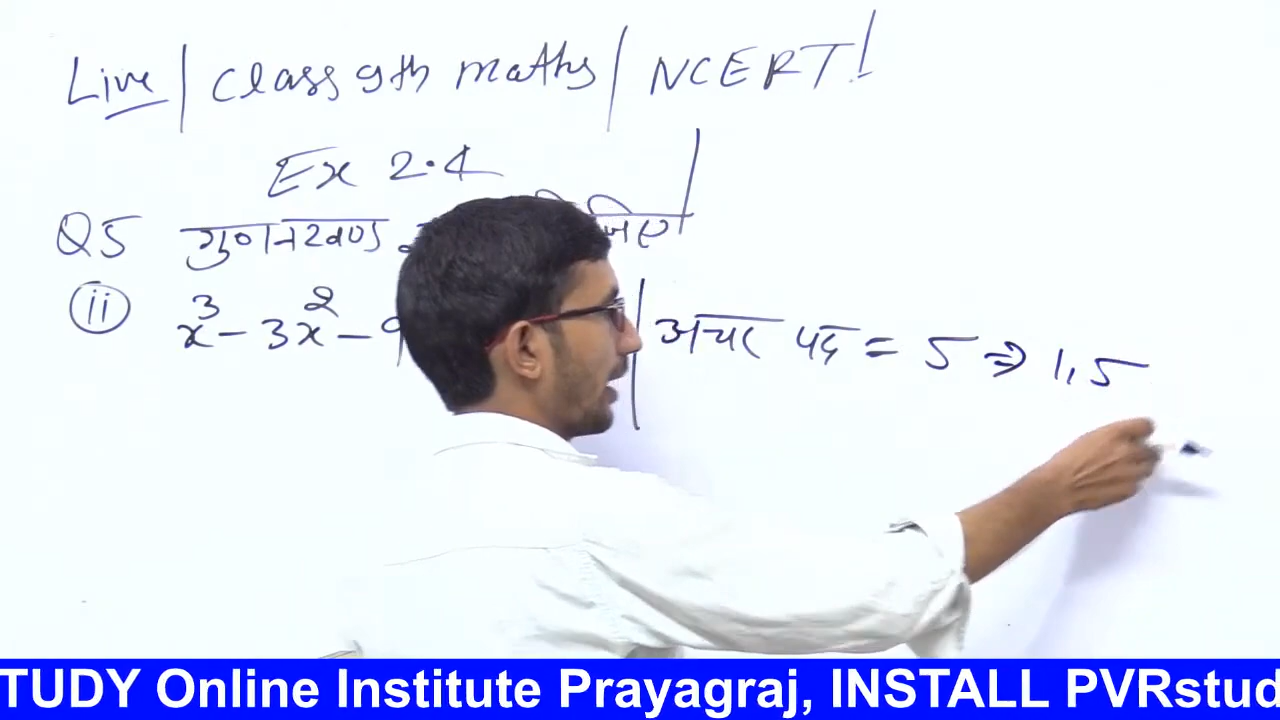 Live | Class 9th maths | NCERT!
Ex 2.4
Q5 गुणनखण्ड
(ii) x³ - 3x² - 9
अचर पद = 5 ⇒ 1, 5
TUDY Online Institute Prayagraj, INSTALL PVRstud